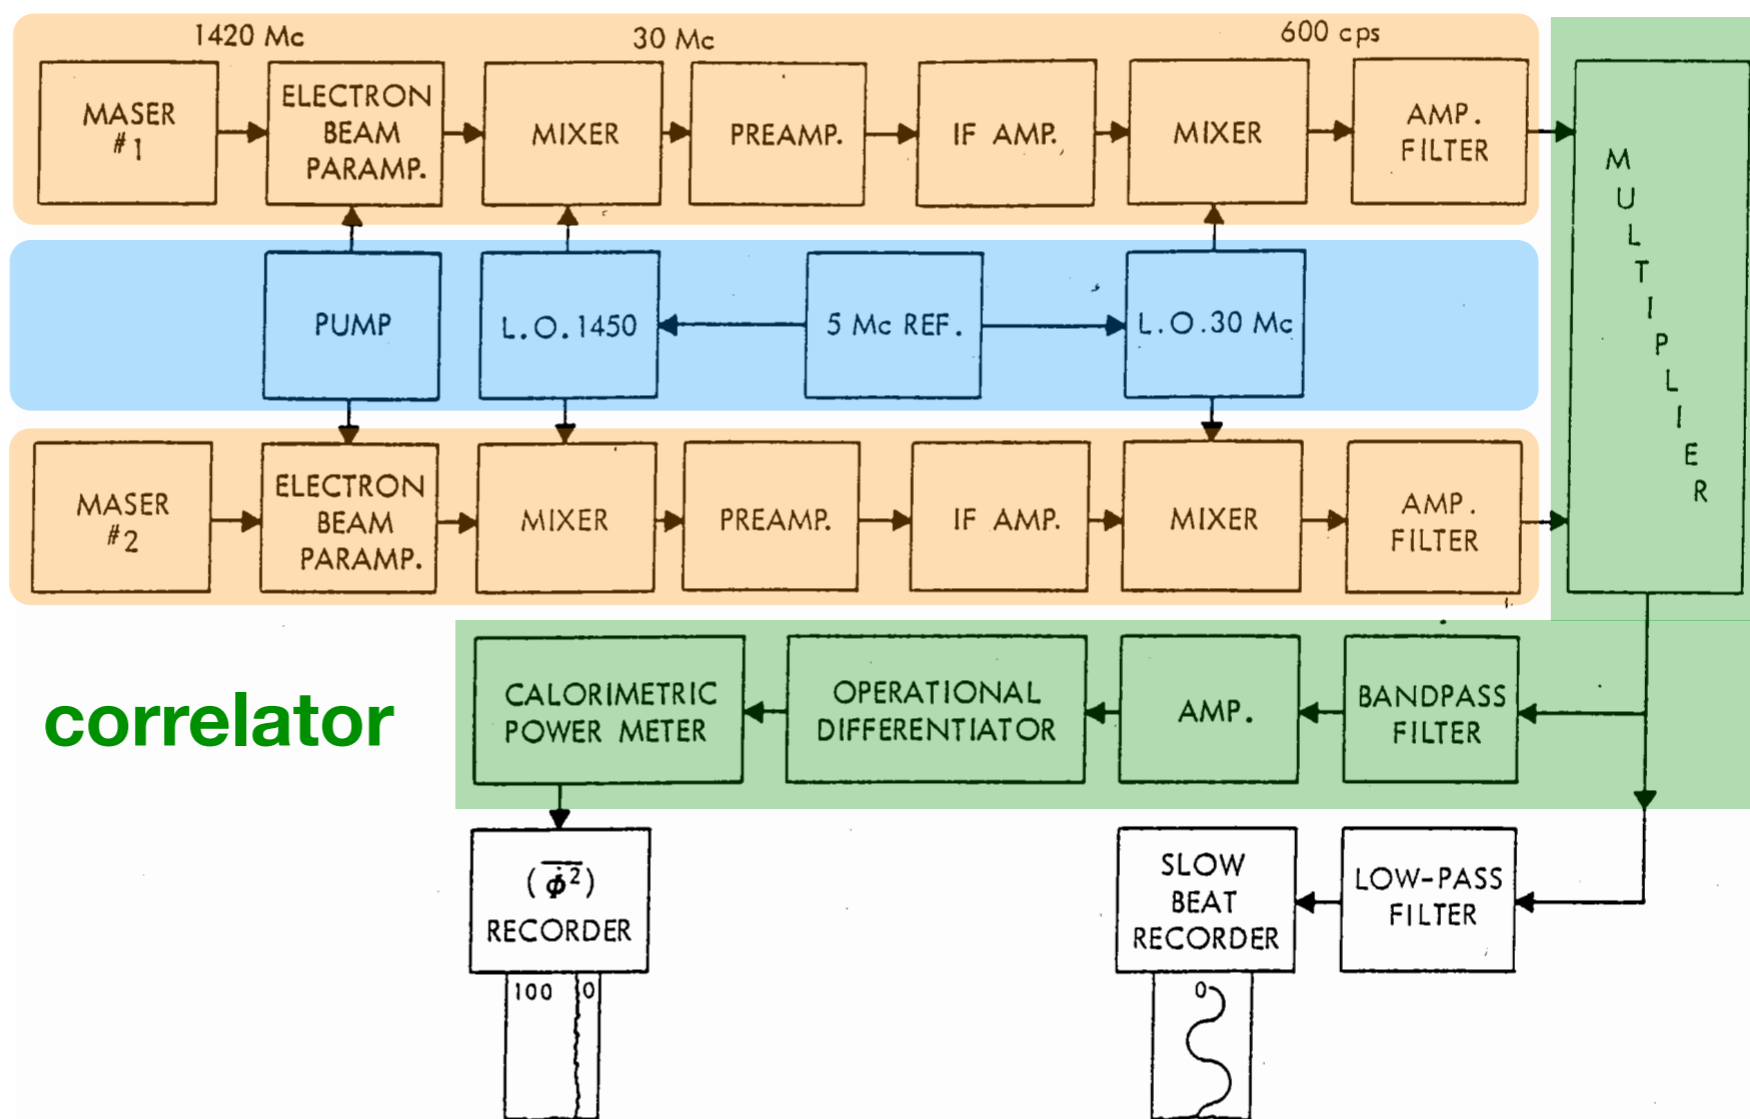 1420 Mc
30 Mc
600 cps
MASER
#1
ELECTRON
BEAM
PARAMP.
MIXER
PREAMP.
IF AMP.
MIXER
AMP.
FILTER
MULTIPLIER
PUMP
L.O.1450
5 Mc REF.
L.O.30 Mc
MASER
#2
ELECTRON
BEAM
PARAMP.
MIXER
PREAMP.
IF AMP.
MIXER
AMP.
FILTER
correlator
CALORIMETRIC
POWER METER
OPERATIONAL
DIFFERENTIATOR
AMP.
BANDPASS
FILTER
(φ̇²)
RECORDER
SLOW
BEAT
RECORDER
LOW-PASS
FILTER
100 0
0